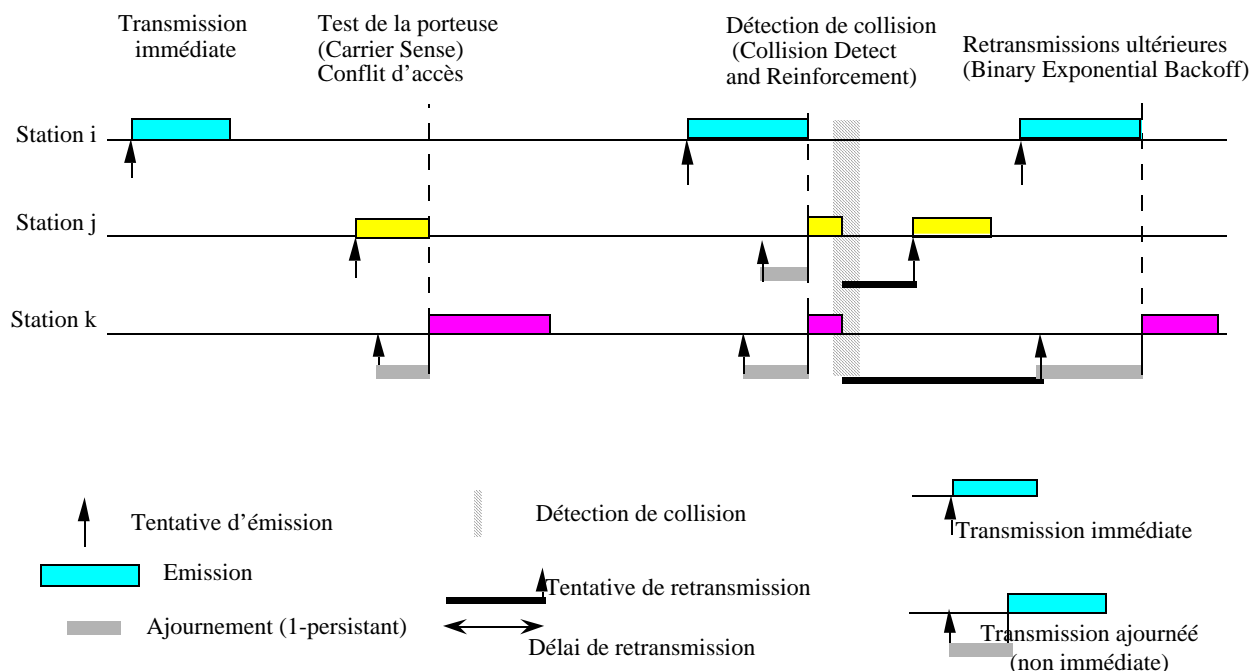 Transmission
immédiate
Test de la porteuse
(Carrier Sense)
Conflit d'accès
Détection de collision
(Collision Detect
and Reinforcement)
Retransmissions ultérieures
(Binary Exponential Backoff)
Station i
Station j
Station k
Tentative d'émission
Détection de collision
Transmission immédiate
Emission
Tentative de retransmission
Ajournement (1-persistant)
Délai de retransmission
Transmission ajournéé
(non immédiate)